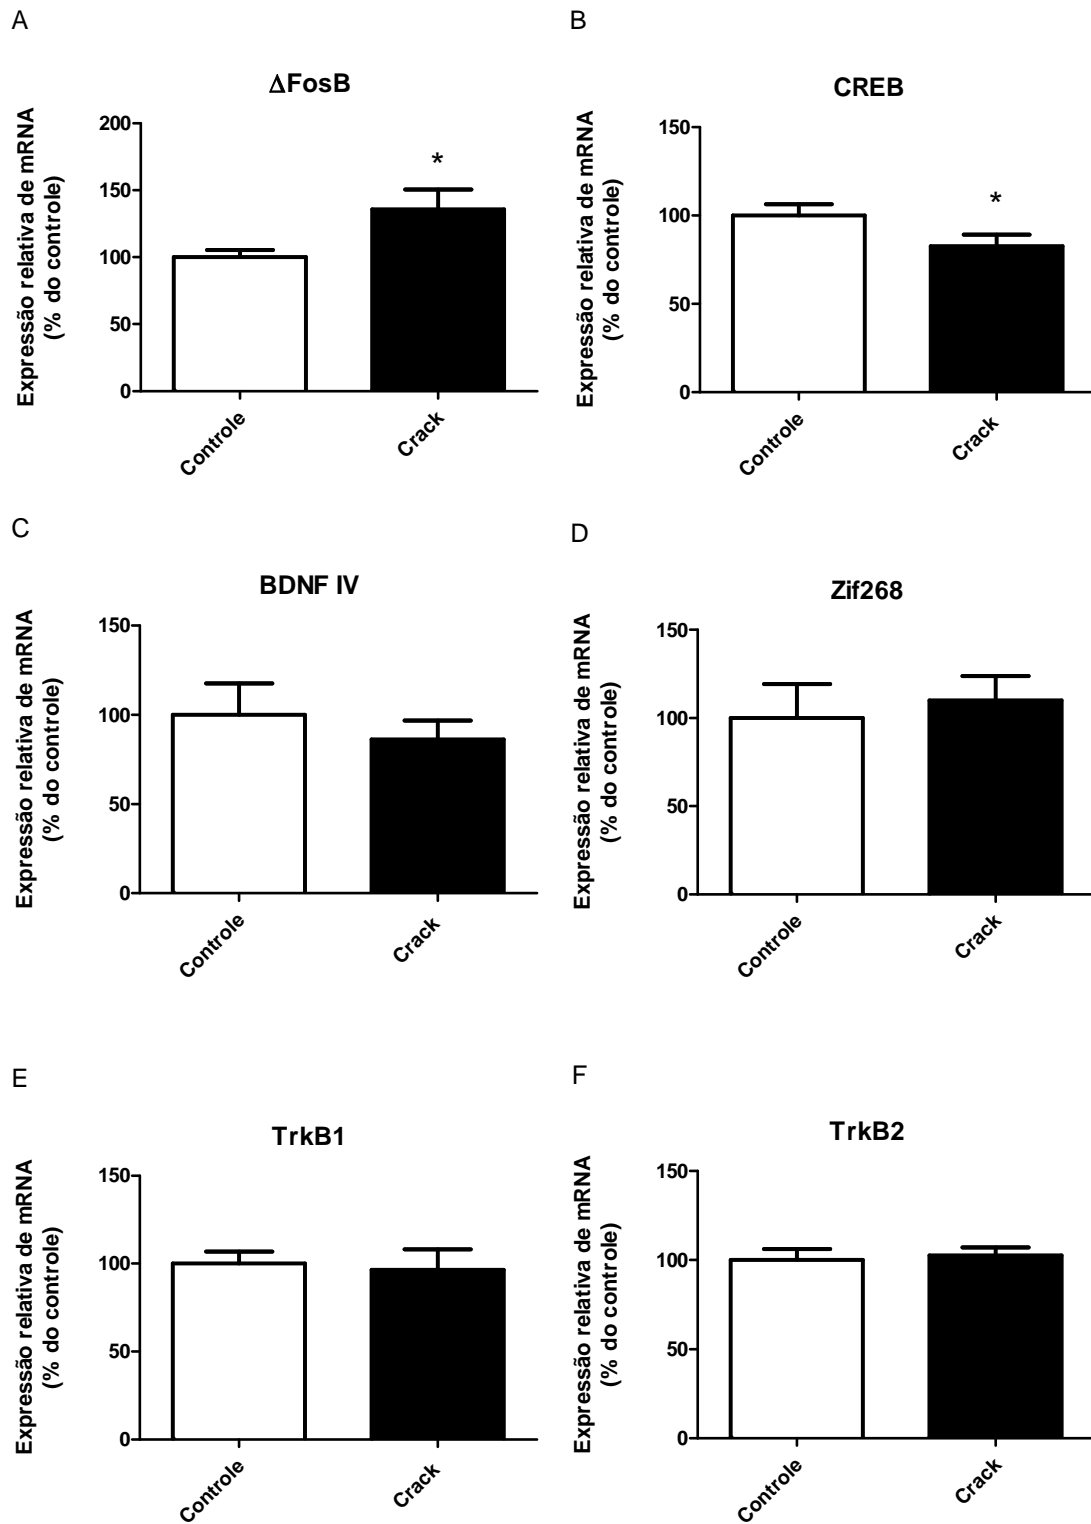 A
ΔFosB
Expressão relativa de mRNA
(% do controle)
200
150
100
50
0
*
Controle
Crack
B
CREB
Expressão relativa de mRNA
(% do controle)
150
100
50
0
*
Controle
Crack
C
BDNF IV
Expressão relativa de mRNA
(% do controle)
150
100
50
0
Controle
Crack
D
Zif268
Expressão relativa de mRNA
(% do controle)
150
100
50
0
Controle
Crack
E
TrkB1
Expressão relativa de mRNA
(% do controle)
150
100
50
0
Controle
Crack
F
TrkB2
Expressão relativa de mRNA
(% do controle)
150
100
50
0
Controle
Crack